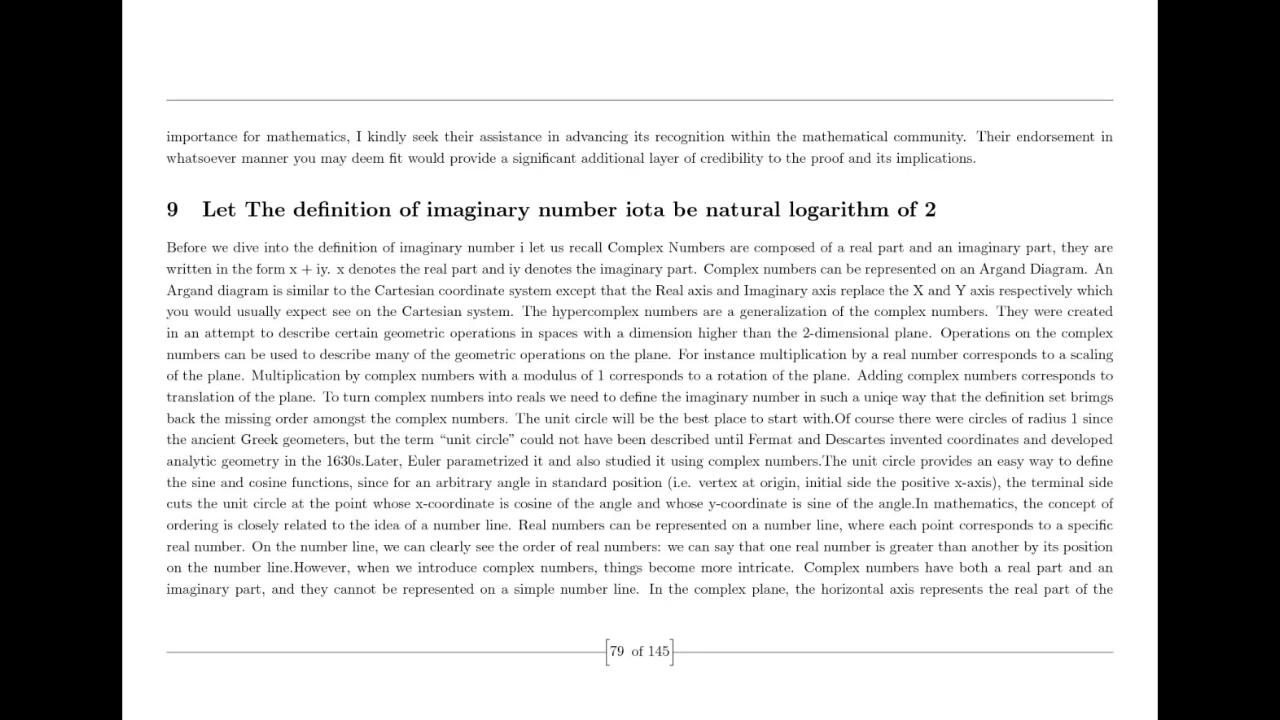 importance for mathematics, I kindly seek their assistance in advancing its recognition within the mathematical community. Their endorsement in
whatsoever manner you may deem fit would provide a significant additional layer of credibility to the proof and its implications.
9 Let The definition of imaginary number iota be natural logarithm of 2
Before we dive into the definition of imaginary number i let us recall Complex Numbers are composed of a real part and an imaginary part, they are
written in the form x + iy. x denotes the real part and iy denotes the imaginary part. Complex numbers can be represented on an Argand Diagram. An
Argand diagram is similar to the Cartesian coordinate system except that the Real axis and Imaginary axis replace the X and Y axis respectively which
you would usually expect see on the Cartesian system. The hypercomplex numbers are a generalization of the complex numbers. They were created
in an attempt to describe certain geometric operations in spaces with a dimension higher than the 2-dimensional plane. Operations on the complex
numbers can be used to describe many of the geometric operations on the plane. For instance multiplication by a real number corresponds to a scaling
of the plane. Multiplication by complex numbers with a modulus of 1 corresponds to a rotation of the plane. Adding complex numbers corresponds to
translation of the plane. To turn complex numbers into reals we need to define the imaginary number in such a uniqe way that the definition set brings
back the missing order amongst the complex numbers. The unit circle will be the best place to start with.Of course there were circles of radius 1 since
the ancient Greek geometers, but the term “unit circle” could not have been described until Fermat and Descartes invented coordinates and developed
analytic geometry in the 1630s.Later, Euler parametrized it and also studied it using complex numbers.The unit circle provides an easy way to define
the sine and cosine functions, since for an arbitrary angle in standard position (i.e. vertex at origin, initial side the positive x-axis), the terminal side
cuts the unit circle at the point whose x-coordinate is cosine of the angle and whose y-coordinate is sine of the angle.In mathematics, the concept of
ordering is closely related to the idea of a number line. Real numbers can be represented on a number line, where each point corresponds to a specific
real number. On the number line, we can clearly see the order of real numbers: we can say that one real number is greater than another by its position
on the number line.However, when we introduce complex numbers, things become more intricate. Complex numbers have both a real part and an
imaginary part, and they cannot be represented on a simple number line. In the complex plane, the horizontal axis represents the real part of the
[79 of 145]